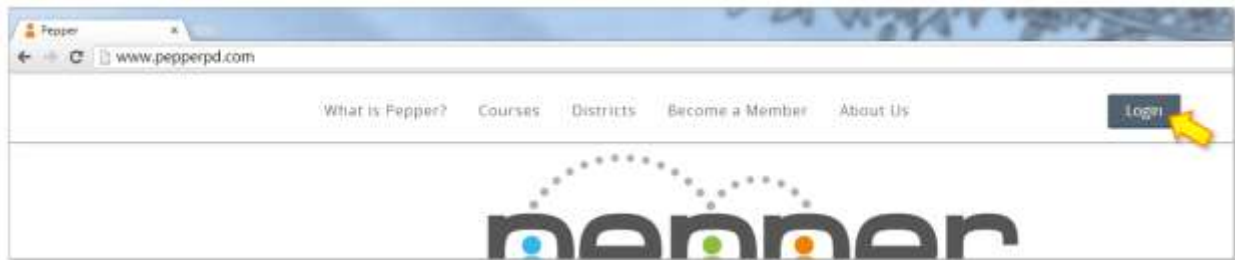 Pepper
www.pepperpd.com
What is Pepper? Courses Districts Become a Member About Us Login
pepper